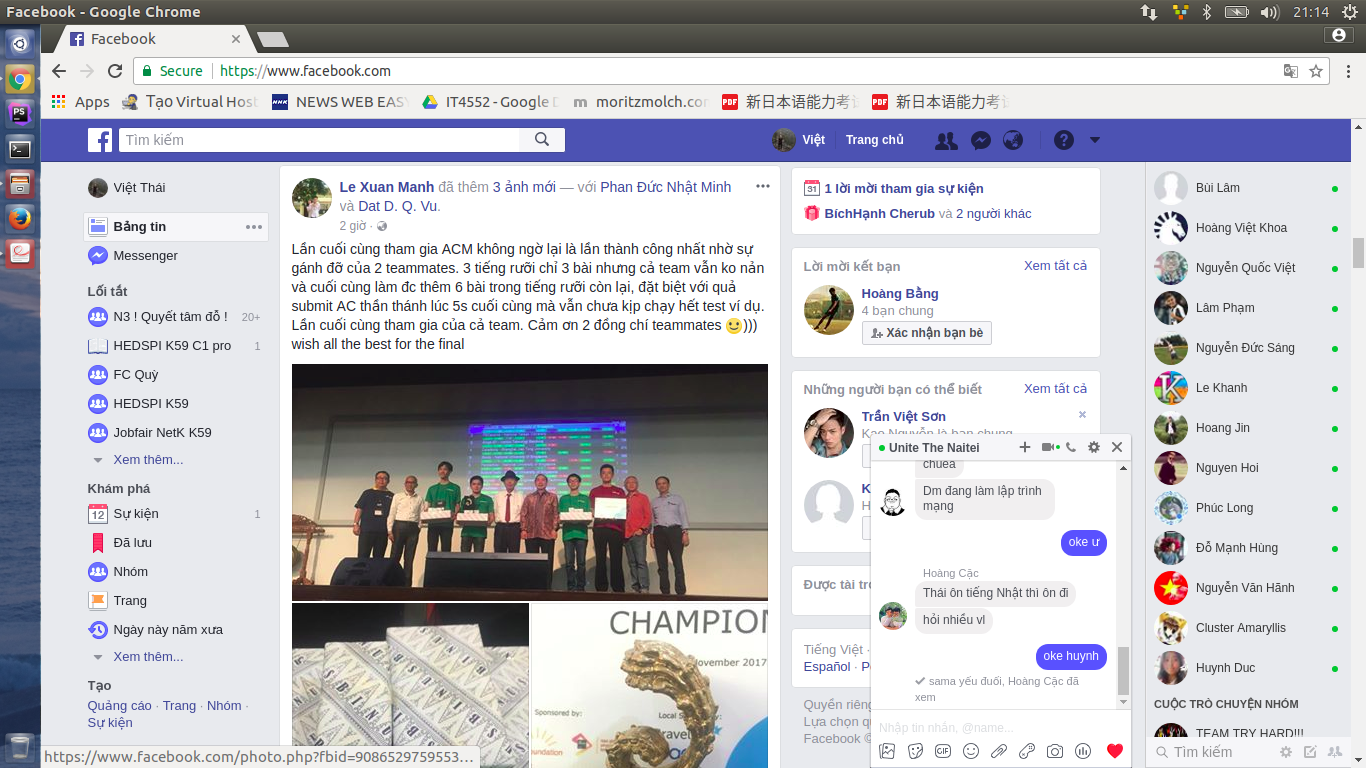 Facebook - Google Chrome
21:14
Facebook
Secure
https://www.facebook.com
Apps
Tạo Virtual Host
NEWS WEB EASY
IT4552 - Google D
moritzmolch.com
新日本语能力考试
新日本语能力考试
Tìm kiếm
Việt
Trang chủ
Việt Thái
Bảng tin
Messenger
Lối tắt
N3 ! Quyết tâm đỗ !
20+
HEDSPI K59 C1 pro
1
FC Quỳ
HEDSPI K59
Jobfair NetK K59
Xem thêm...
Khám phá
Sự kiện
1
Đã lưu
Nhóm
Trang
Ngày này năm xưa
Xem thêm...
Tạo
Quảng cáo · Trang · Nhóm ·
Sự kiện
https://www.facebook.com/photo.php?fbid=9086529759553...
Le Xuan Manh đã thêm 3 ảnh mới — với Phan Đức Nhật Minh
và Dat D. Q. Vu.
2 giờ ·
Lần cuối cùng tham gia ACM không ngờ lại là lần thành công nhất nhờ sự
gánh đỡ của 2 teammates. 3 tiếng rưỡi chỉ 3 bài nhưng cả team vẫn ko nản
và cuối cùng làm đc thêm 6 bài trong tiếng rưỡi còn lại, đặt biệt với quả
submit AC thần thánh lúc 5s cuối cùng mà vẫn chưa kịp chạy hết test ví dụ.
Lần cuối cùng tham gia của cả team. Cảm ơn 2 đồng chí teammates )))
wish all the best for the final
CHAMPION
November 2017
Sponsored by:
Local S
oundation
ravel
1 lời mời tham gia sự kiện
BíchHạnh Cherub và 2 người khác
Lời mời kết bạn
Xem tất cả
Hoàng Bằng
4 bạn chung
Xác nhận bạn bè
Những người bạn có thể biết
Xem tất cả
Trần Việt Sơn
Kao Nguyễn là bạn chung
K
H
Được tài trợ
Tiếng Việt ·
Español · Po
Quyền riêng
Lựa chọn qu
Facebook ©
Unite The Naitei
chuea
Dm đang làm lập trình
mạng
oke ư
Hoàng Cặc
Thái ôn tiếng Nhật thì ôn đi
hỏi nhiều vl
oke huynh
sama yếu đuối, Hoàng Cặc đã
xem
Nhập tin nhắn, @name...
GIF
Bùi Lâm
Hoàng Việt Khoa
Nguyễn Quốc Việt
Lâm Phạm
Nguyễn Đức Sáng
Le Khanh
Hoang Jin
Nguyen Hoi
Phúc Long
Đỗ Mạnh Hùng
Nguyễn Văn Hãnh
Cluster Amaryllis
Huynh Duc
CUỘC TRÒ CHUYỆN NHÓM
TEAM TRY HARD!!!
Tìm kiếm